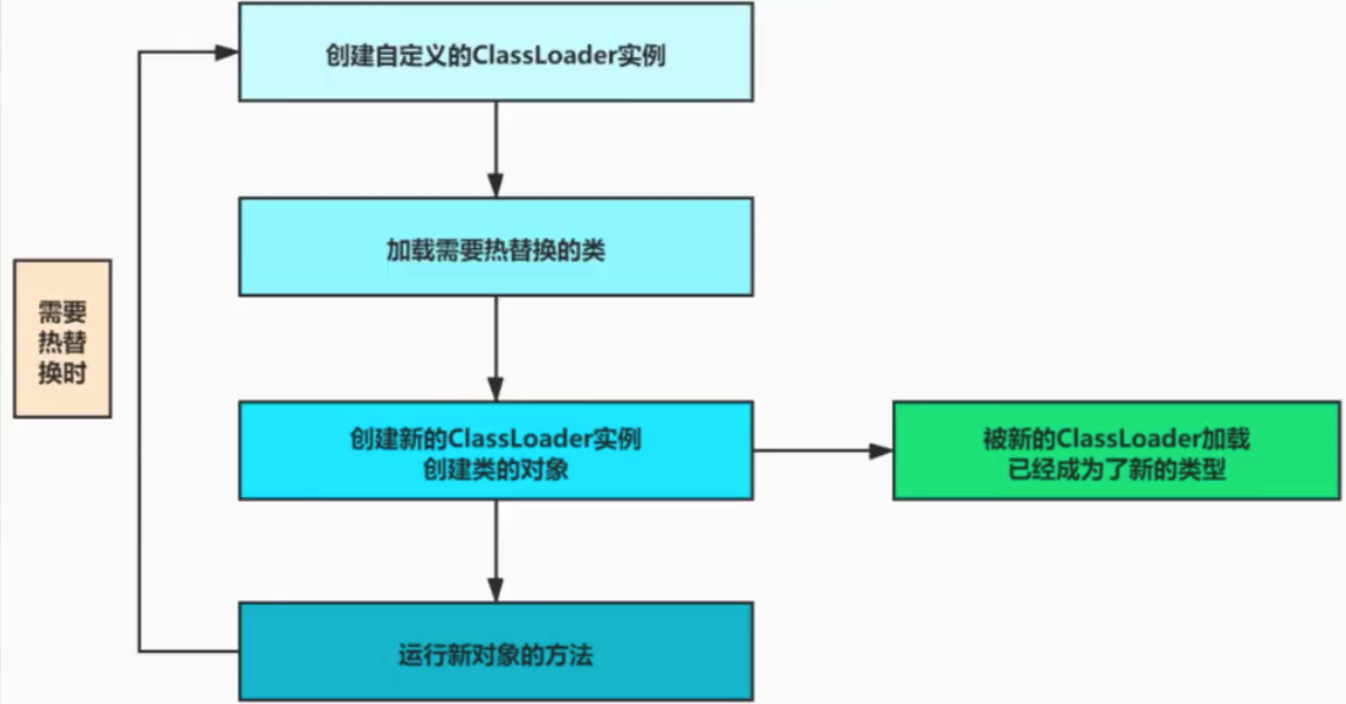 创建自定义的ClassLoader实例
加载需要热替换的类
需要
热替
换时
创建新的ClassLoader实例
创建类的对象
被新的ClassLoader加载
已经成为了新的类型
运行新对象的方法